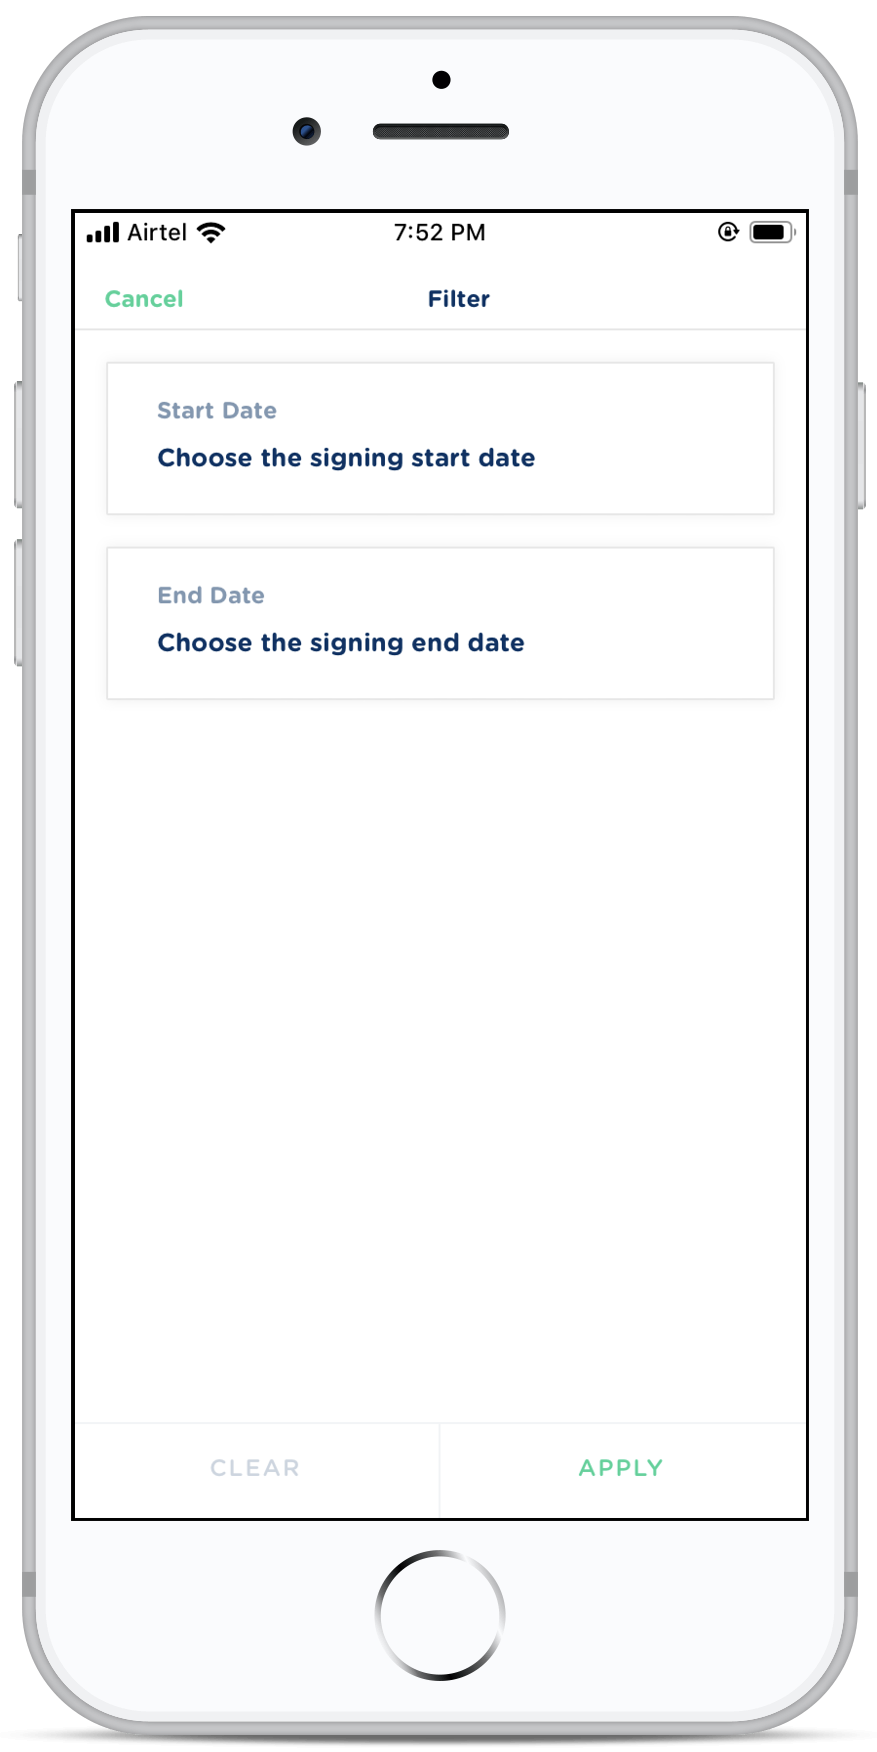 Airtel 7:52 PM
Cancel Filter
Start Date
Choose the signing start date
End Date
Choose the signing end date
CLEAR APPLY